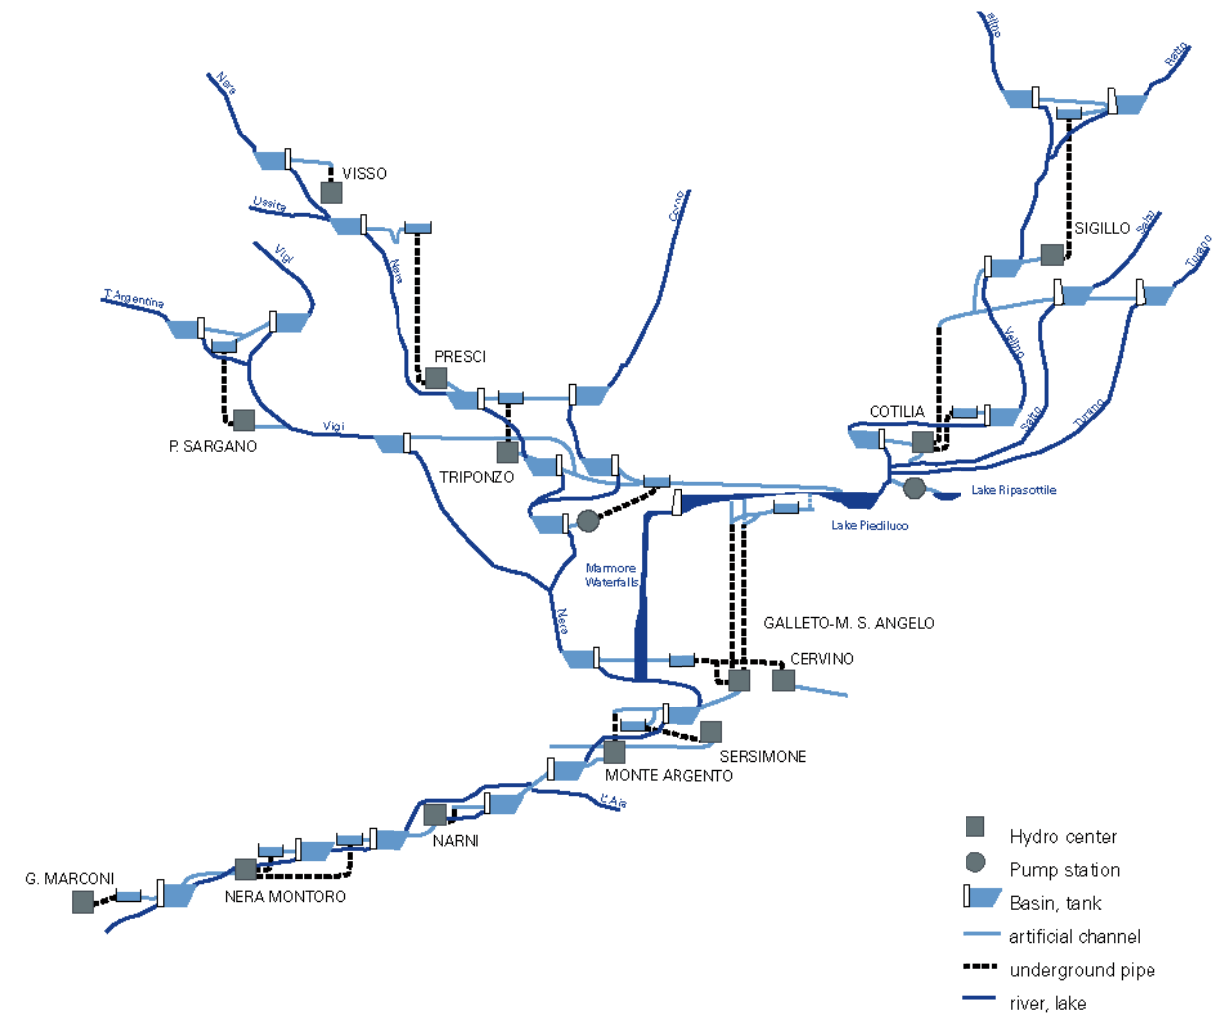 Ratto
Nera
VISSO
Ussita
Corno
SIGILLO
Salto
Turano
Vigi
Nera
T.Argentina
Velino
PRESCI
COTILIA
Salto
Turano
P. SARGANO
Vigi
TRIPONZO
Lake Ripasottile
Lake Piediluco
Marmore
Waterfalls
Nera
GALLETO-M. S. ANGELO
CERVINO
SERSIMONE
MONTE ARGENTO
L'Aia
NARNI
G. MARCONI
NERA MONTORO
Hydro center
Pump station
Basin, tank
artificial channel
underground pipe
river, lake